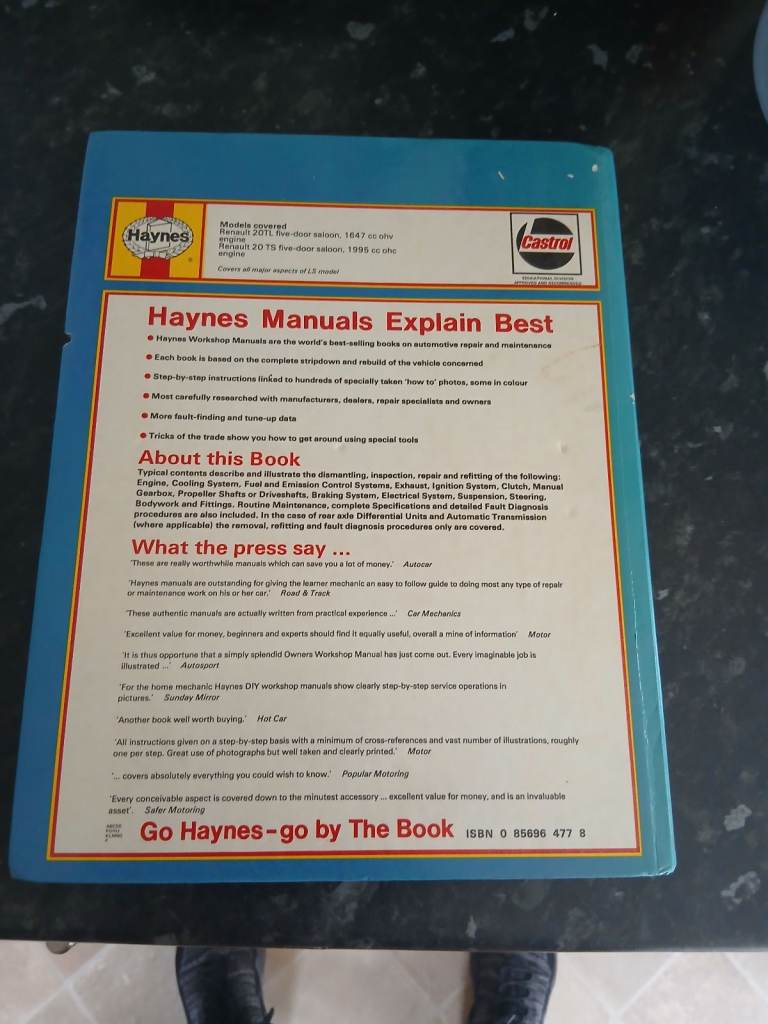 Haynes
®
Models covered
Renault 20TL five-door saloon, 1647 cc ohv
engine
Renault 20 TS five-door saloon, 1995 cc ohc
engine
Covers all major aspects of LS model
Castrol
EDUCATIONAL DIVISION
APPROVED AND RECOMMENDED
Haynes Manuals Explain Best
• Haynes Workshop Manuals are the world's best-selling books on automotive repair and maintenance
• Each book is based on the complete stripdown and rebuild of the vehicle concerned
• Step-by-step instructions linked to hundreds of specially taken 'how to' photos, some in colour
• Most carefully researched with manufacturers, dealers, repair specialists and owners
• More fault-finding and tune-up data
• Tricks of the trade show you how to get around using special tools
About this Book
Typical contents describe and illustrate the dismantling, inspection, repair and refitting of the following:
Engine, Cooling System, Fuel and Emission Control Systems, Exhaust, Ignition System, Clutch, Manual
Gearbox, Propeller Shafts or Driveshafts, Braking System, Electrical System, Suspension, Steering,
Bodywork and Fittings. Routine Maintenance, complete Specifications and detailed Fault Diagnosis
procedures are also included. In the case of rear axle Differential Units and Automatic Transmission
(where applicable) the removal, refitting and fault diagnosis procedures only are covered.
What the press say ...
'These are really worthwhile manuals which can save you a lot of money.' Autocar
'Haynes manuals are outstanding for giving the learner mechanic an easy to follow guide to doing most any type of repair
or maintenance work on his or her car.' Road & Track
'These authentic manuals are actually written from practical experience ...' Car Mechanics
'Excellent value for money, beginners and experts should find it equally useful, overall a mine of information' Motor
'It is thus opportune that a simply splendid Owners Workshop Manual has just come out. Every imaginable job is
illustrated ...' Autosport
'For the home mechanic Haynes DIY workshop manuals show clearly step-by-step service operations in
pictures.' Sunday Mirror
'Another book well worth buying.' Hot Car
'All instructions given on a step-by-step basis with a minimum of cross-references and vast number of illustrations, roughly
one per step. Great use of photographs but well taken and clearly printed.' Motor
'... covers absolutely everything you could wish to know.' Popular Motoring
'Every conceivable aspect is covered down to the minutest accessory ... excellent value for money, and is an invaluable
asset'. Safer Motoring
Go Haynes-go by The Book ISBN 0 85696 477 8